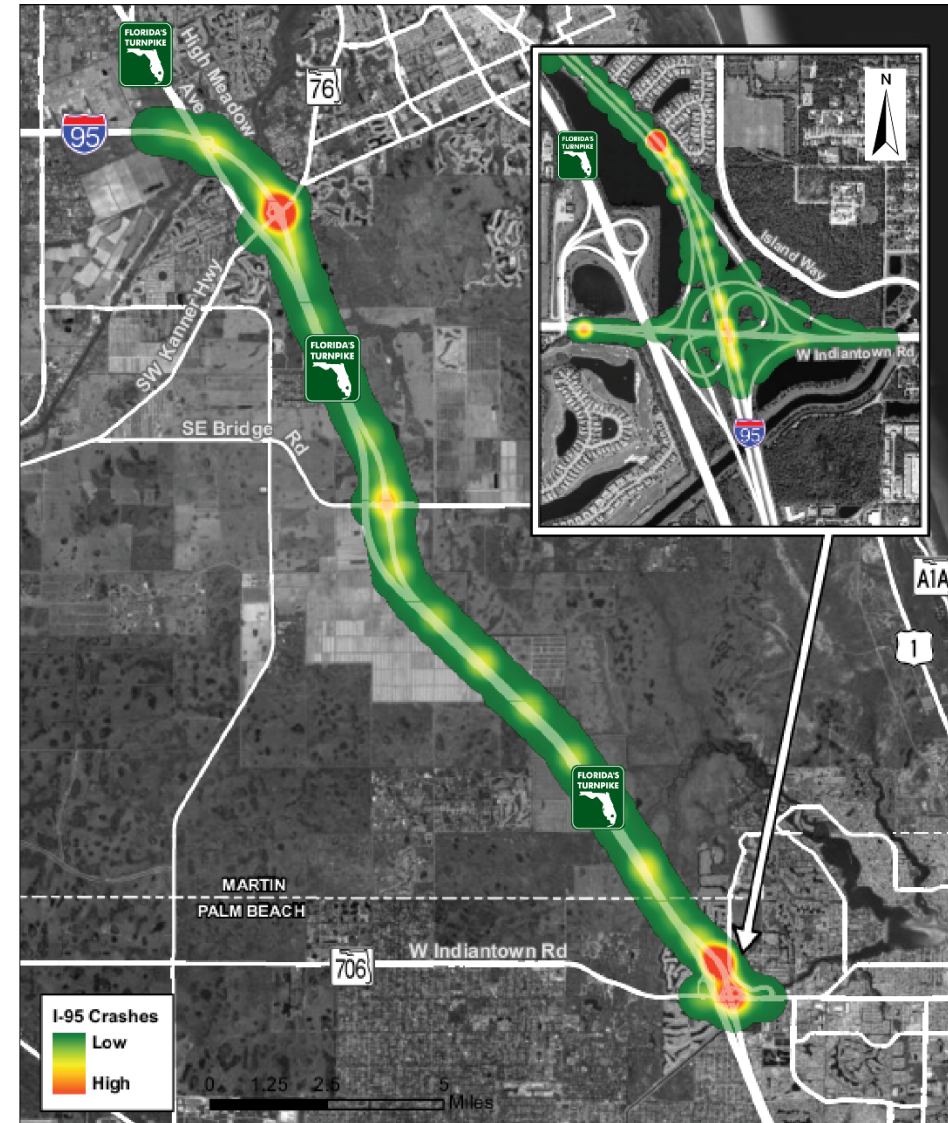 FLORIDA'S
TURNPIKE
High Meadow
Ave
76
95
N
FLORIDA'S
TURNPIKE
Island Way
W Indiantown Rd
95
SW Kanner Hwy
FLORIDA'S
TURNPIKE
SE Bridge Rd
A1A
1
FLORIDA'S
TURNPIKE
MARTIN
PALM BEACH
W Indiantown Rd
706
I-95 Crashes
Low
High
0 1.25 2.5 5
Miles